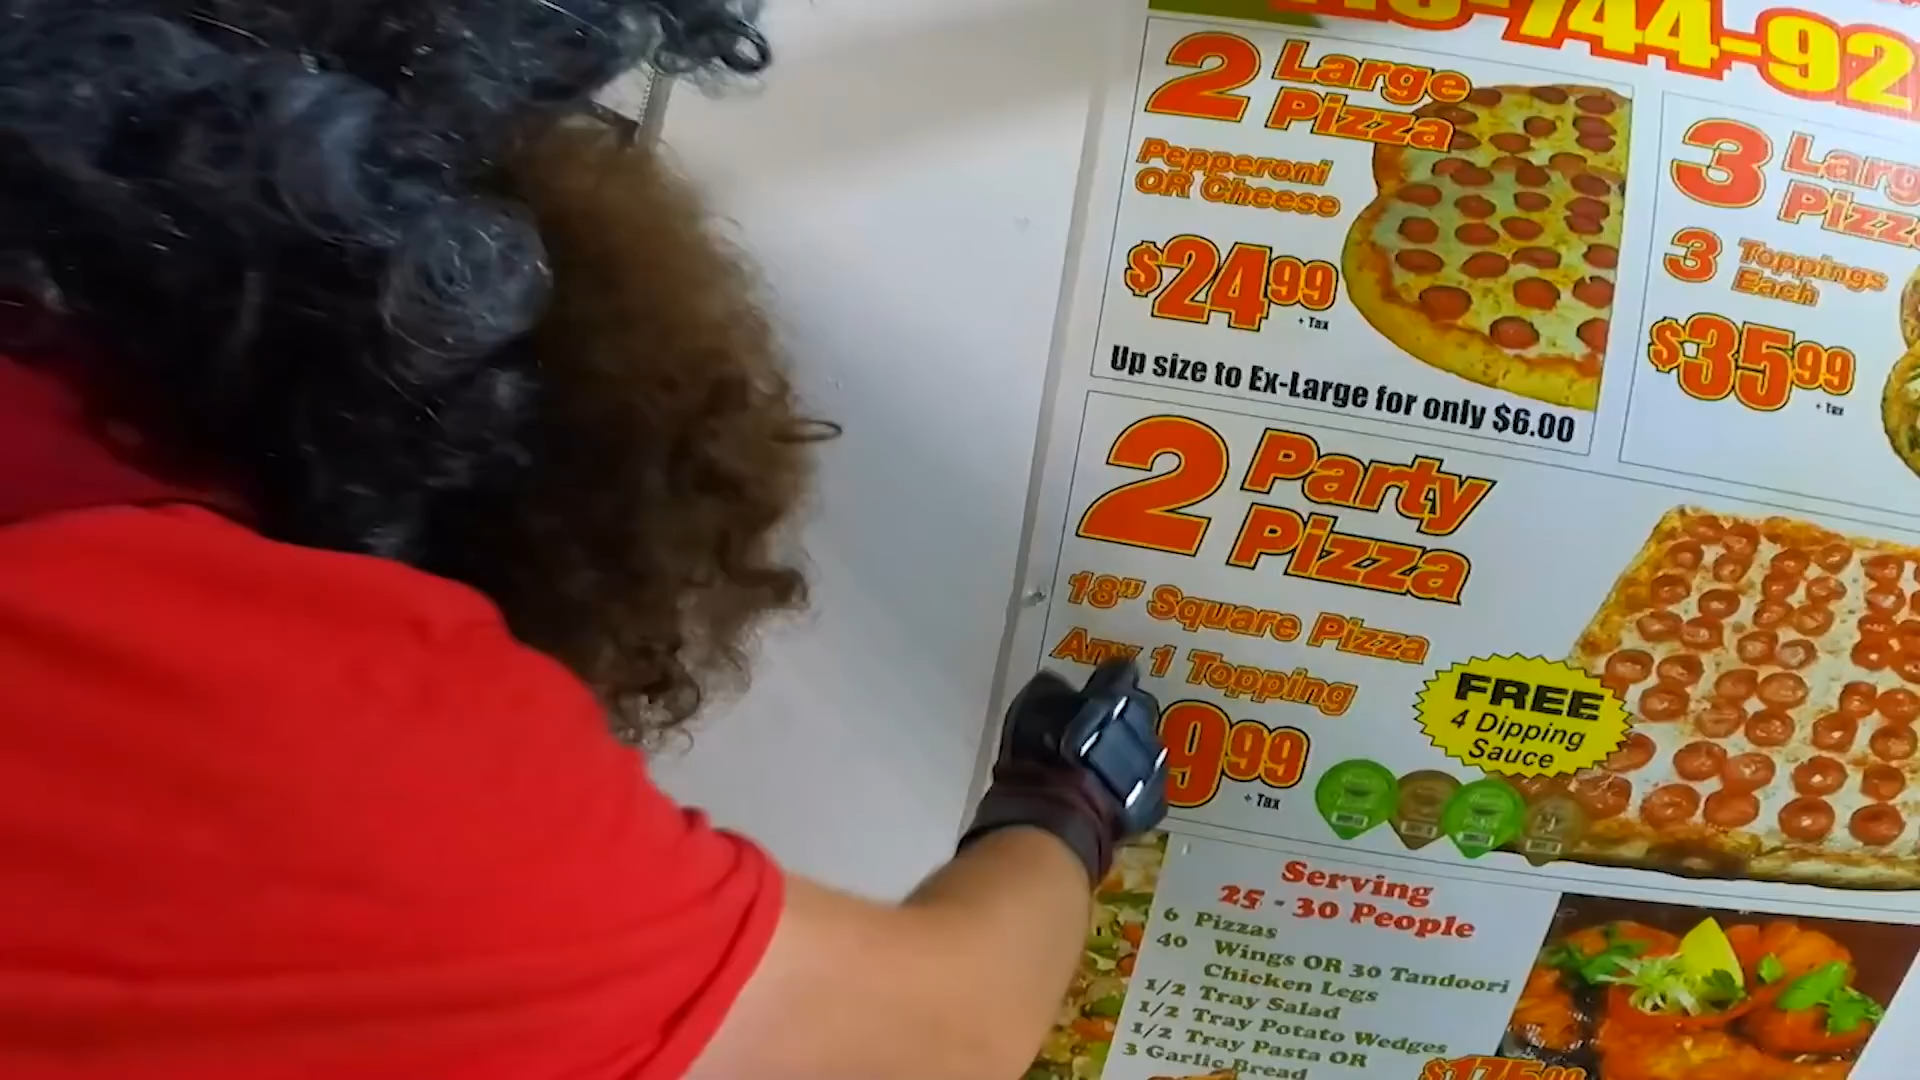 -744-92
2 Large
Pizza
Pepperoni
OR Cheese
$24.99
+ Tax
Up size to Ex-Large for only $6.00
3
3 Toppings
Each
$35.99
+ Tax
2 Party
Pizza
18" Square Pizza
Any 1 Topping
9.99
+ Tax
FREE
4 Dipping
Sauce
Serving
25 - 30 People
6 Pizzas
40 Wings OR 30 Tandoori
Chicken Legs
1/2 Tray Salad
1/2 Tray Potato Wedges
1/2 Tray Pasta OR
3 Garlic Bread